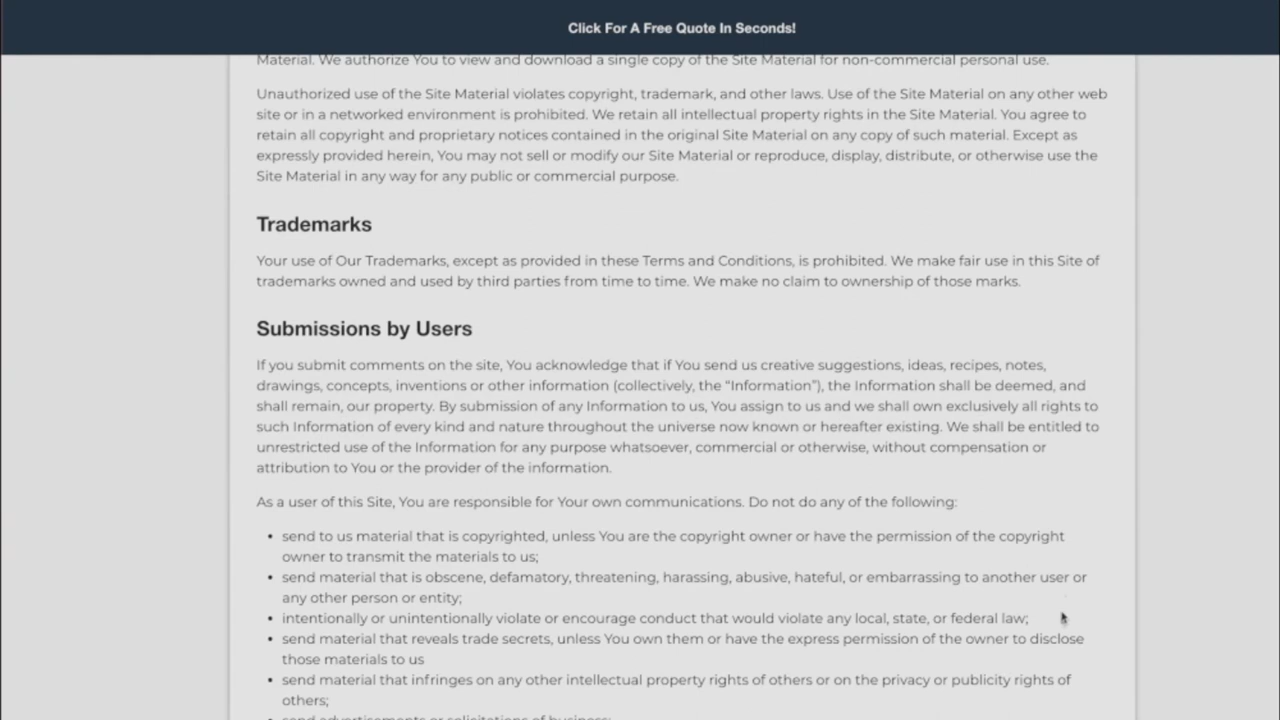 Click For A Free Quote In Seconds!
Material. We authorize You to view and download a single copy of the Site Material for non-commercial personal use.
Unauthorized use of the Site Material violates copyright, trademark, and other laws. Use of the Site Material on any other web
site or in a networked environment is prohibited. We retain all intellectual property rights in the Site Material. You agree to
retain all copyright and proprietary notices contained in the original Site Material on any copy of such material. Except as
expressly provided herein, You may not sell or modify our Site Material or reproduce, display, distribute, or otherwise use the
Site Material in any way for any public or commercial purpose.
Trademarks
Your use of Our Trademarks, except as provided in these Terms and Conditions, is prohibited. We make fair use in this Site of
trademarks owned and used by third parties from time to time. We make no claim to ownership of those marks.
Submissions by Users
If you submit comments on the site, You acknowledge that if You send us creative suggestions, ideas, recipes, notes,
drawings, concepts, inventions or other information (collectively, the “Information”), the Information shall be deemed, and
shall remain, our property. By submission of any Information to us, You assign to us and we shall own exclusively all rights to
such Information of every kind and nature throughout the universe now known or hereafter existing. We shall be entitled to
unrestricted use of the Information for any purpose whatsoever, commercial or otherwise, without compensation or
attribution to You or the provider of the information.
As a user of this Site, You are responsible for Your own communications. Do not do any of the following:
• send to us material that is copyrighted, unless You are the copyright owner or have the permission of the copyright
owner to transmit the materials to us;
• send material that is obscene, defamatory, threatening, harassing, abusive, hateful, or embarrassing to another user or
any other person or entity;
• intentionally or unintentionally violate or encourage conduct that would violate any local, state, or federal law;
• send material that reveals trade secrets, unless You own them or have the express permission of the owner to disclose
those materials to us
• send material that infringes on any other intellectual property rights of others or on the privacy or publicity rights of
others;
• send advertisements or solicitations of business;